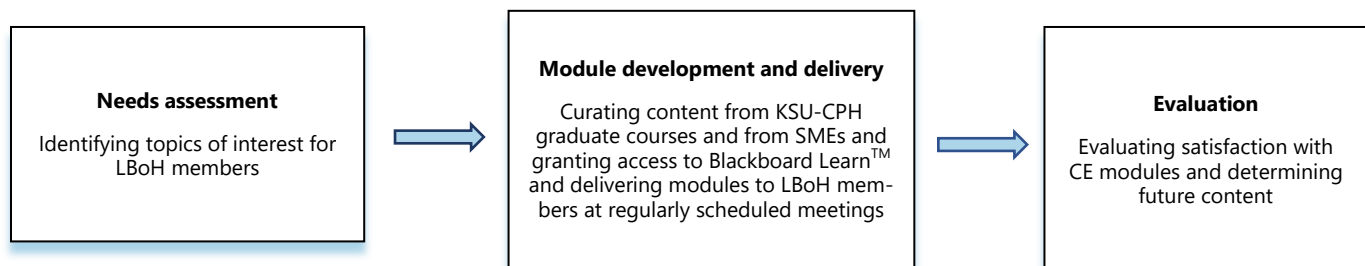 Needs assessment
Identifying topics of interest for
LBoH members
Module development and delivery
Curating content from KSU-CPH
graduate courses and from SMEs and
granting access to Blackboard Learn™
and delivering modules to LBoH mem-
bers at regularly scheduled meetings
Evaluation
Evaluating satisfaction with
CE modules and determining
future content